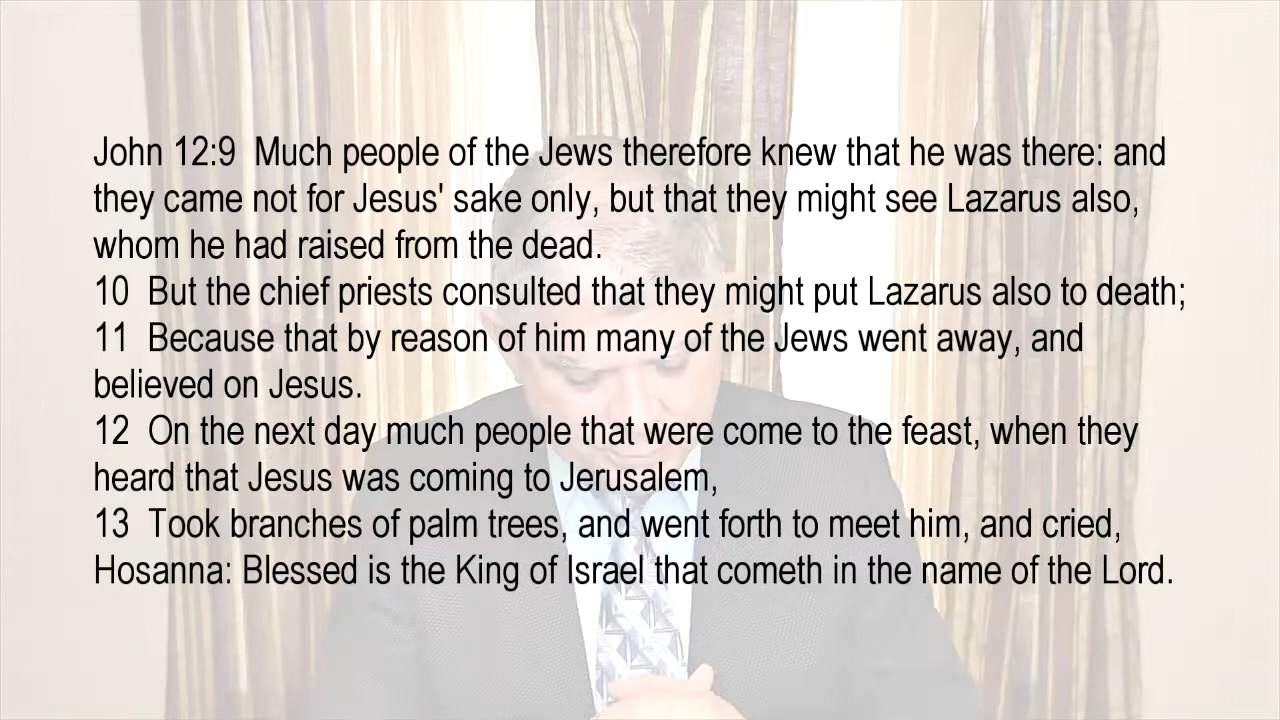 John 12:9  Much people of the Jews therefore knew that he was there: and
they came not for Jesus' sake only, but that they might see Lazarus also,
whom he had raised from the dead.
10  But the chief priests consulted that they might put Lazarus also to death;
11  Because that by reason of him many of the Jews went away, and
believed on Jesus.
12  On the next day much people that were come to the feast, when they
heard that Jesus was coming to Jerusalem,
13  Took branches of palm trees, and went forth to meet him, and cried,
Hosanna: Blessed is the King of Israel that cometh in the name of the Lord.